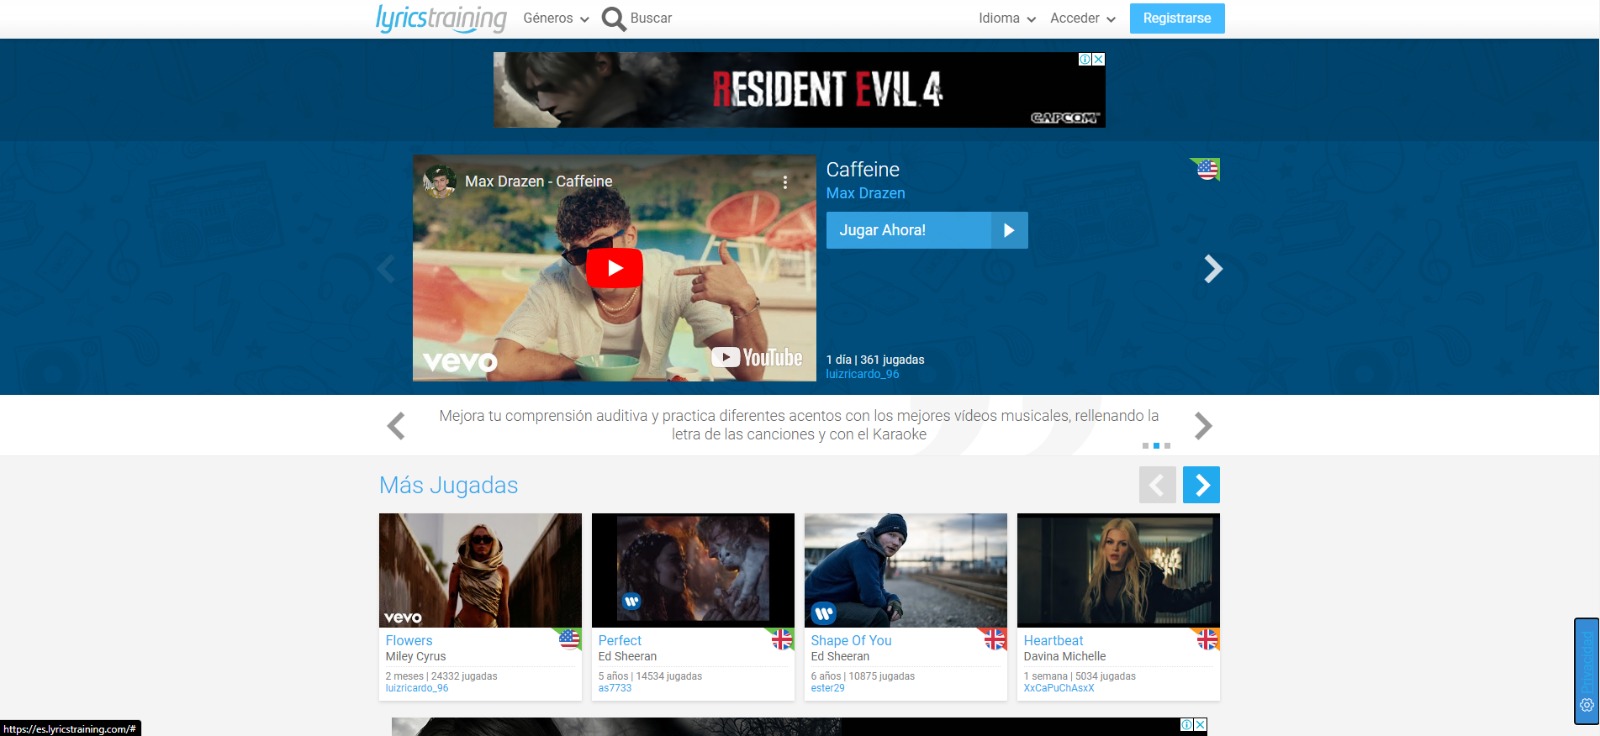 lyricstraining Géneros Buscar Idioma Acceder Registrarse
RESIDENT EVIL 4
CAPCOM
Max Drazen - Caffeine
vevo
YouTube
Caffeine
Max Drazen
Jugar Ahora!
1 día | 361 jugadas
luizricardo_96
Mejora tu comprensión auditiva y practica diferentes acentos con los mejores vídeos musicales, rellenando la
letra de las canciones y con el Karaoke
Más Jugadas
vevo
Flowers
Miley Cyrus
2 meses | 24332 jugadas
luizricardo_96
Perfect
Ed Sheeran
5 años | 14534 jugadas
as7733
Shape Of You
Ed Sheeran
6 años | 10875 jugadas
ester29
Heartbeat
Davina Michelle
1 semana | 5034 jugadas
XxCaPuChAsxX
Privacidad
https://es.lyricstraining.com/#